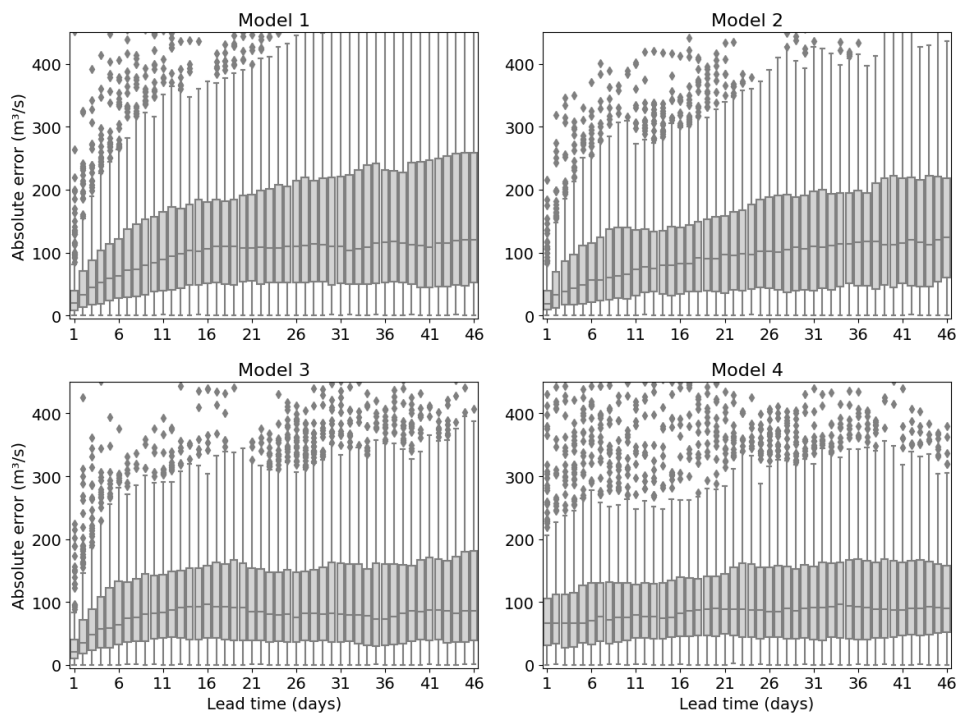 Model 1
Model 2
Absolute error (m³/s)
400
300
200
100
0
1 6 11 16 21 26 31 36 41 46
400
300
200
100
0
1 6 11 16 21 26 31 36 41 46
Model 3
Model 4
Absolute error (m³/s)
400
300
200
100
0
1 6 11 16 21 26 31 36 41 46
Lead time (days)
400
300
200
100
0
1 6 11 16 21 26 31 36 41 46
Lead time (days)